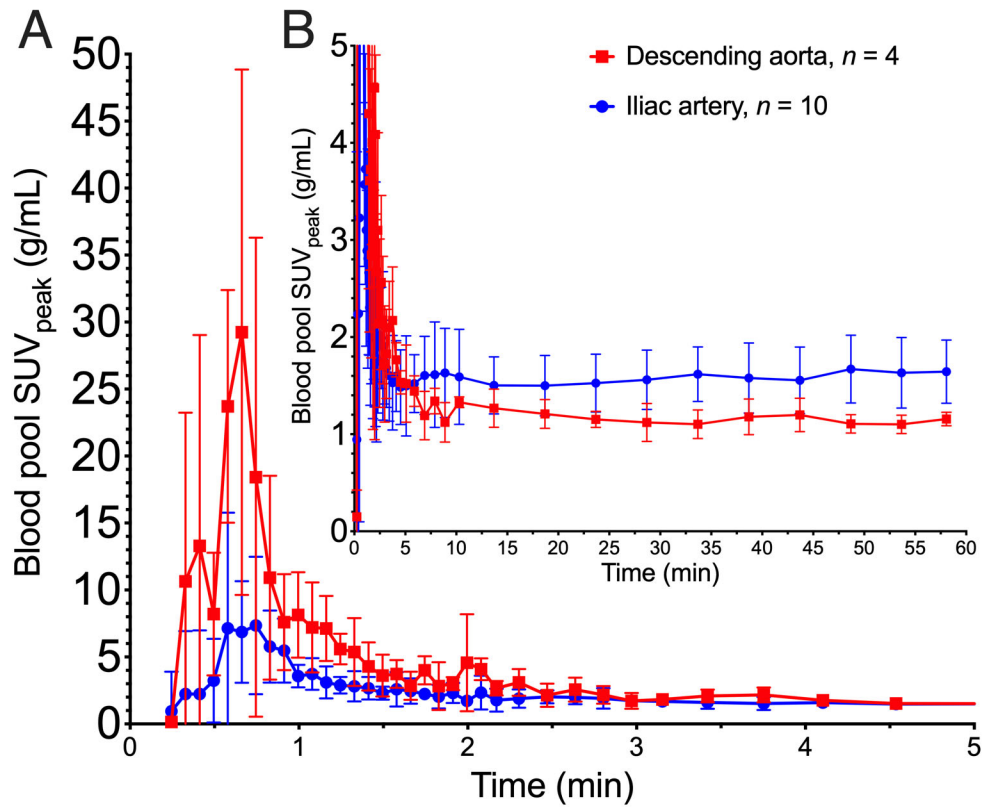 A
B
Descending aorta, n = 4
Iliac artery, n = 10
Blood pool SUVpeak (g/mL)
50
45
40
35
30
25
20
15
10
5
0
0 1 2 3 4 5
Time (min)
Blood pool SUVpeak (g/mL)
5
4
3
2
1
0
0 5 10 15 20 25 30 35 40 45 50 55 60
Time (min)